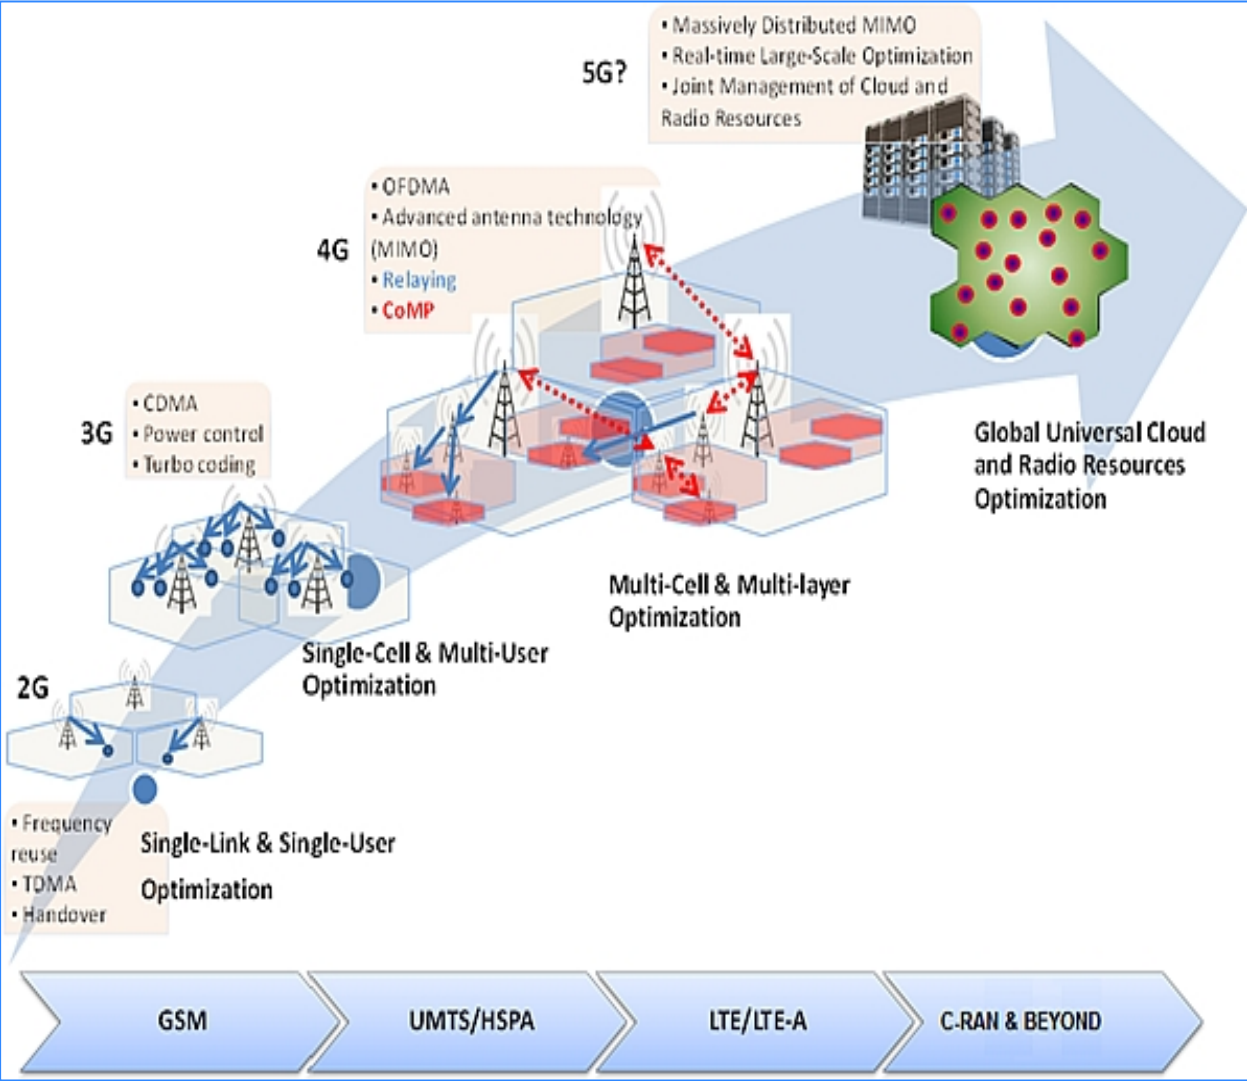 • Massively Distributed MIMO
• Real-time Large-Scale Optimization
• Joint Management of Cloud and
Radio Resources
5G?
• OFDMA
• Advanced antenna technology
(MIMO)
• Relaying
• CoMP
4G
• CDMA
• Power control
• Turbo coding
3G
Global Universal Cloud
and Radio Resources
Optimization
Multi-Cell & Multi-layer
Optimization
Single-Cell & Multi-User
Optimization
2G
• Frequency
reuse
• TDMA
• Handover
Single-Link & Single-User
Optimization
GSM
UMTS/HSPA
LTE/LTE-A
C-RAN & BEYOND